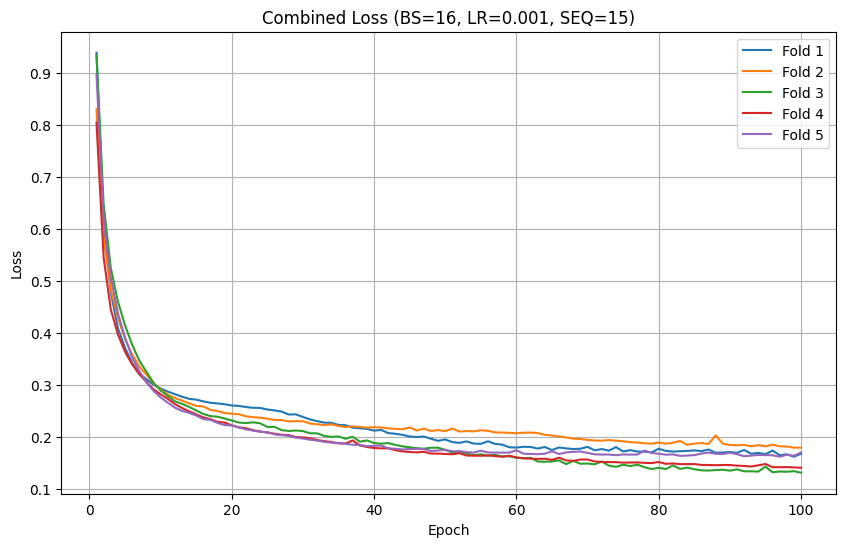 Combined Loss (BS=16, LR=0.001, SEQ=15)
Fold 1
Fold 2
Fold 3
Fold 4
Fold 5
Loss
0.9
0.8
0.7
0.6
0.5
0.4
0.3
0.2
0.1
0
20
40
60
80
100
Epoch